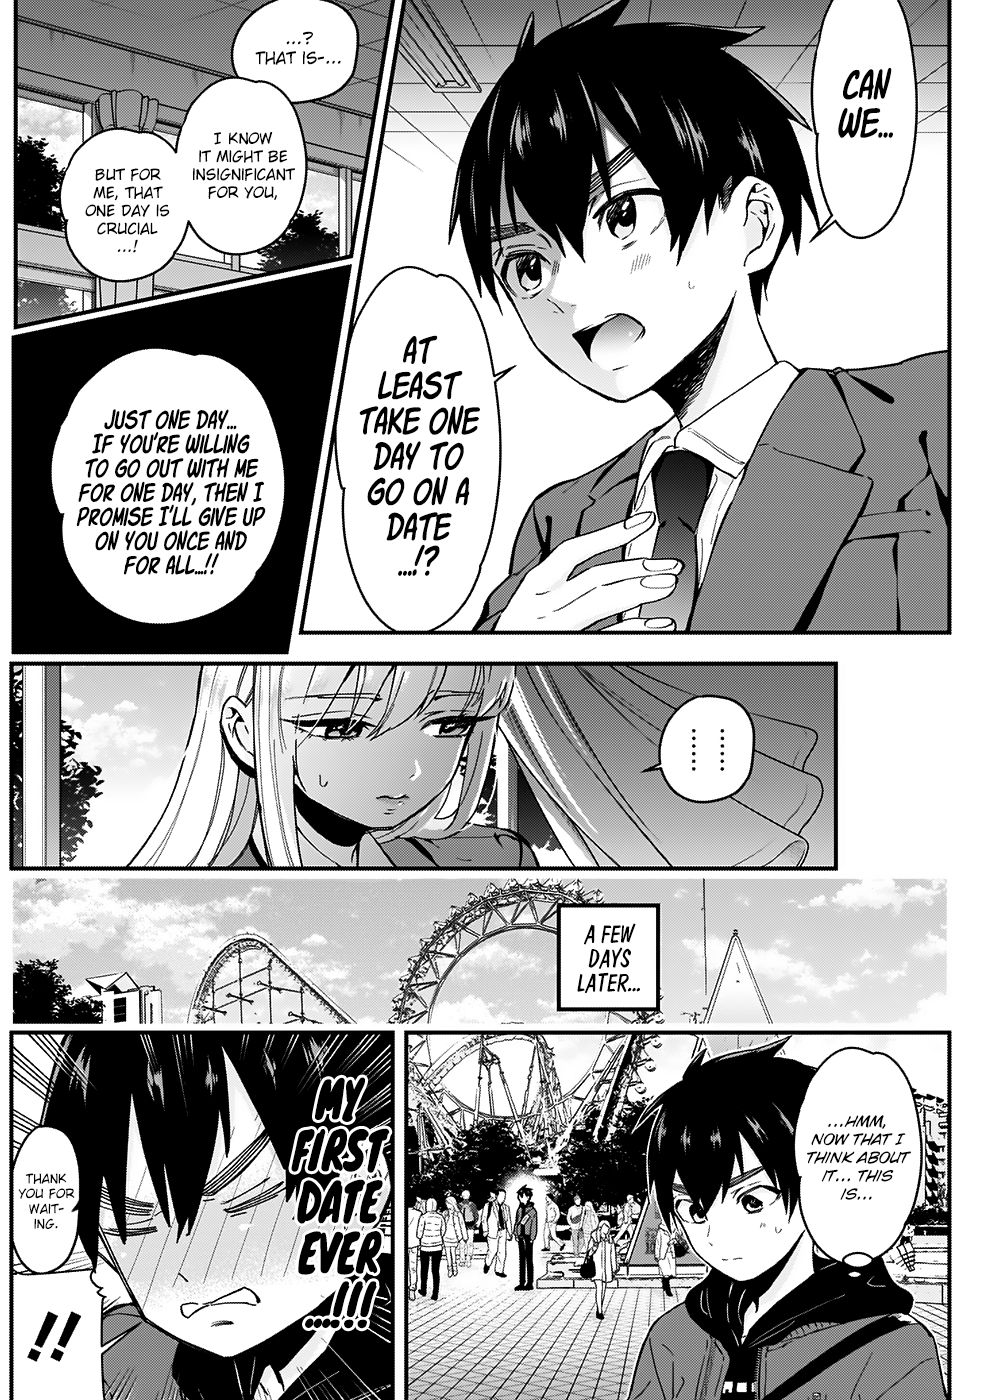 CAN
WE...
AT
LEAST
TAKE ONE
DAY TO
GO ON A
DATE
....!?
...?
THAT IS-...
I KNOW
IT MIGHT BE
INSIGNIFICANT
FOR YOU,
BUT FOR
ME, THAT
ONE DAY IS
CRUCIAL
...!
JUST ONE DAY...
IF YOU'RE WILLING
TO GO OUT WITH ME
FOR ONE DAY, THEN I
PROMISE I'LL GIVE UP
ON YOU ONCE AND
FOR ALL...!!
......
......
A FEW
DAYS
LATER...
...HMM,
NOW THAT I
THINK ABOUT
IT... THIS
IS...
MY
FIRST
DATE
EVER
....!!!
THANK
YOU FOR
WAIT-
ING.
!!